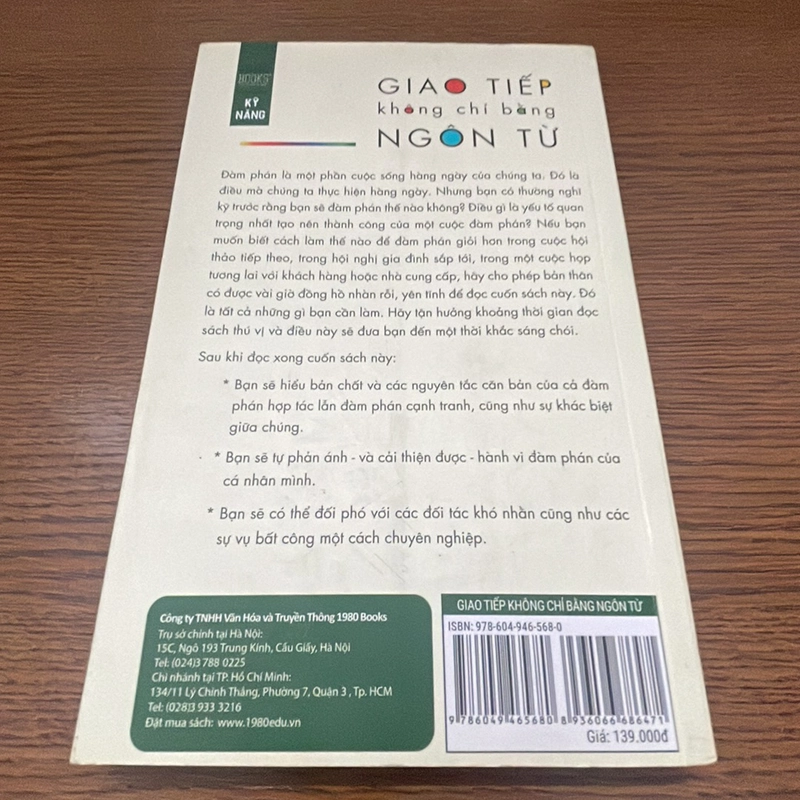 BOOKS
KỸ
NĂNG
GIAO TIẾP
không chỉ bằng
NGÔN TỪ
Đàm phán là một phần cuộc sống hàng ngày của chúng ta. Đó là
điều mà chúng ta thực hiện hàng ngày. Nhưng bạn có thường nghĩ
kỹ trước rằng bạn sẽ đàm phán thế nào không? Điều gì là yếu tố quan
trọng nhất tạo nên thành công của một cuộc đàm phán? Nếu bạn
muốn biết cách làm thế nào để đàm phán giỏi hơn trong cuộc hội
thảo tiếp theo, trong hội nghị gia đình sắp tới, trong một cuộc họp
tương lai với khách hàng hoặc nhà cung cấp, hãy cho phép bản thân
có được vài giờ đồng hồ nhàn rỗi, yên tĩnh để đọc cuốn sách này. Đó
là tất cả những gì bạn cần làm. Hãy tận hưởng khoảng thời gian đọc
sách thú vị và điều này sẽ đưa bạn đến một thời khắc sáng chói.
Sau khi đọc xong cuốn sách này:
* Bạn sẽ hiểu bản chất và các nguyên tắc căn bản của cả đàm
phán hợp tác lẫn đàm phán cạnh tranh, cũng như sự khác biệt
giữa chúng.
* Bạn sẽ tự phản ánh - và cải thiện được - hành vi đàm phán của
cá nhân mình.
* Bạn sẽ có thể đối phó với các đối tác khó nhằn cũng như các
sự vụ bất công một cách chuyên nghiệp.
Công ty TNHH Văn Hóa và Truyền Thông 1980 Books
Trụ sở chính tại Hà Nội:
15C, Ngõ 193 Trung Kính, Cầu Giấy, Hà Nội
Tel: (024)3 788 0225
Chi nhánh tại TP. Hồ Chí Minh:
134/11 Lý Chính Thắng, Phường 7, Quận 3 , Tp. HCM
Tel: (028)3 933 3216
Đặt mua sách: www.1980edu.vn
GIAO TIẾP KHÔNG CHỈ BẰNG NGÔN TỪ
ISBN: 978-604-946-568-0
9 786049 465680 8 936066 686471
Giá: 139.000đ